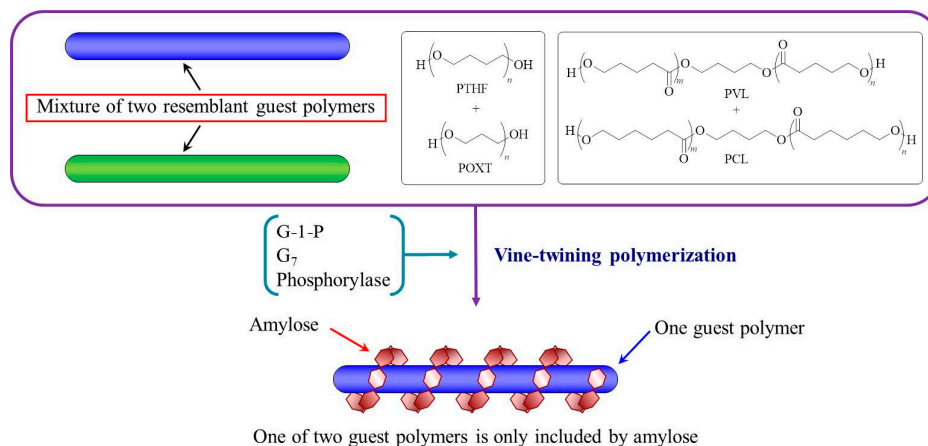 Mixture of two resemblant guest polymers
H ( O ) n OH
PTHF
+
H ( O ) n OH
POXT
H ( O O ) m O O ( O O ) n H
PVL
+
H ( O O ) m O O ( O O ) n H
PCL
G-1-P
G7
Phosphorylase
Vine-twining polymerization
Amylose
One guest polymer
One of two guest polymers is only included by amylose